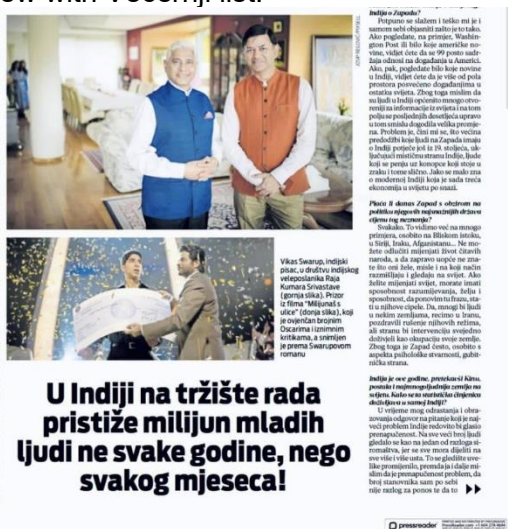 ow with Večernji list
Vikas Swarup, indijski
pisac, u društvu indijskog
veleposlanika Raja
Kumara Srivastave
(gornja slika). Prizor
iz filma "Milijunaš s
ulice" (donja slika), koji
je ovjenčan brojnim
Oscarima i iznimnim
kritikama, a snimljen
je prema Swarupovom
romanu
U Indiji na tržište rada
pristiže milijun mladih
ljudi ne svake godine, nego
svakog mjeseca!
Indija o Zapadu?
Potpuno se slažem i teško mi je i
samom sebi objasniti zašto je to tako.
Ako pogledate, na primjer, Washin-
gton Post ili bilo koje američke no-
vine, vidjet ćete da se 99 posto sadr-
žaja odnosi na događanja u Americi.
Ako, pak, pogledate bilo koje novine
u Indiji, vidjet ćete da je više od pola
prostora posvećeno događanjima u
ostatku svijeta. Zbog toga mislim da
su ljudi u Indiji općenito mnogo otvo-
reniji za informacije iz svijeta i na tom
polju se posljednjih desetljeća upravo
u tom smislu dogodila velika promje-
na. Problem je, čini mi se, što većina
predodžbi koje ljudi na Zapadu imaju
o Indiji potječe još iz 19. stoljeća, uk-
ljučujući mističnu stranu Indije, ljude
koji se penju uz konopce koji stoje u
zraku i tome slično. Jako se malo zna
o modernoj Indiji koja je sada treća
ekonomija u svijetu po snazi.
Plaća li danas Zapad s obzirom na
politiku njegovih najsnažnijih država
cijenu tog neznanja?
Svakako. To vidimo već na mnogo
primjera, osobito na Bliskom istoku,
u Siriji, Iraku, Afganistanu... Ne mo-
žete odlučiti mijenjati život čitavih
naroda, a da zapravo uopće ne zna-
te što oni žele, misle i na koji način
razmišljaju i gledaju na svijet. Ako
želite mijenjati svijet, morate imati
sposobnost razumijevanja, želju i
sposobnost, da ponovim tu frazu, sta-
ti u njihove cipele. Da, mnogi bi ljudi
u nekim zemljama, recimo u Iranu,
pozdravili rušenje njihovih režima,
ali stranu bi intervenciju svejedno
doživjeli kao okupaciju svoje zemlje.
Zbog toga je Zapad često, osobito s
aspekta psihološke stvarnosti, gubit-
nička strana.
Indija je ove godine, pretekavši Kinu,
postala i najmnogoljudnija zemlja na
svijetu. Kako se ta statistička činjenica
doživljava u samoj Indiji?
U vrijeme mog odrastanja i obra-
zovanja odgovor na pitanje koji je naj-
veći problem Indije redovito bi glasio
prenapučenost. Na sve veći broj ljudi
gledalo se kao na jedan od razloga si-
romaštva, jer se sve mora dijeliti na
sve više i više usta. To se gledište uve-
like promijenilo, premda ja i dalje mi-
slim da je prenapučenost problem, da
broj stanovnika sam po sebi
nije razlog za ponos te da to ▶▶
pressreader